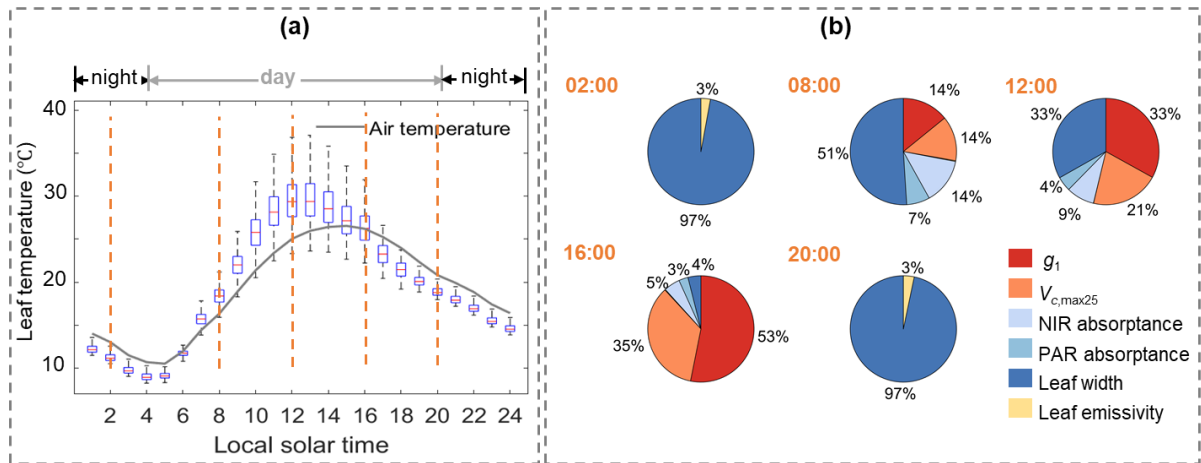 (a)
night
day
night
40
30
20
10
Air temperature
Leaf temperature (℃)
2 4 6 8 10 12 14 16 18 20 22 24
Local solar time
(b)
02:00
3%
97%
08:00
14%
14%
14%
7%
51%
12:00
33%
33%
21%
9%
4%
16:00
5%
3%
4%
53%
35%
20:00
3%
97%
g1
Vc,max25
NIR absorptance
PAR absorptance
Leaf width
Leaf emissivity